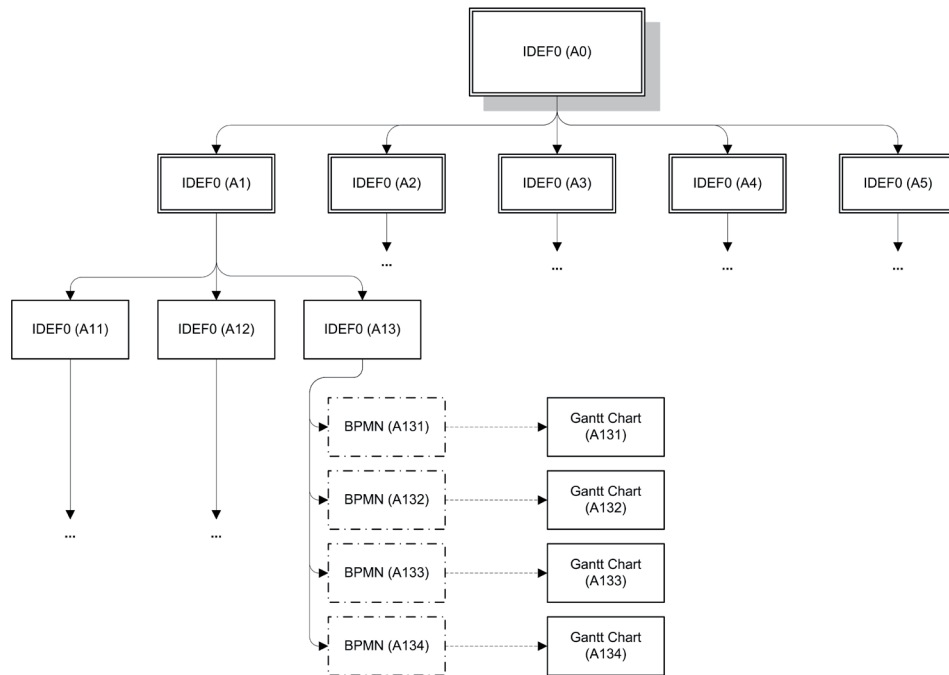 IDEF0 (A0)
IDEF0 (A1)
IDEF0 (A2)
IDEF0 (A3)
IDEF0 (A4)
IDEF0 (A5)
...
...
...
...
IDEF0 (A11)
IDEF0 (A12)
IDEF0 (A13)
BPMN (A131)
Gantt Chart
(A131)
BPMN (A132)
Gantt Chart
(A132)
...
...
BPMN (A133)
Gantt Chart
(A133)
BPMN (A134)
Gantt Chart
(A134)